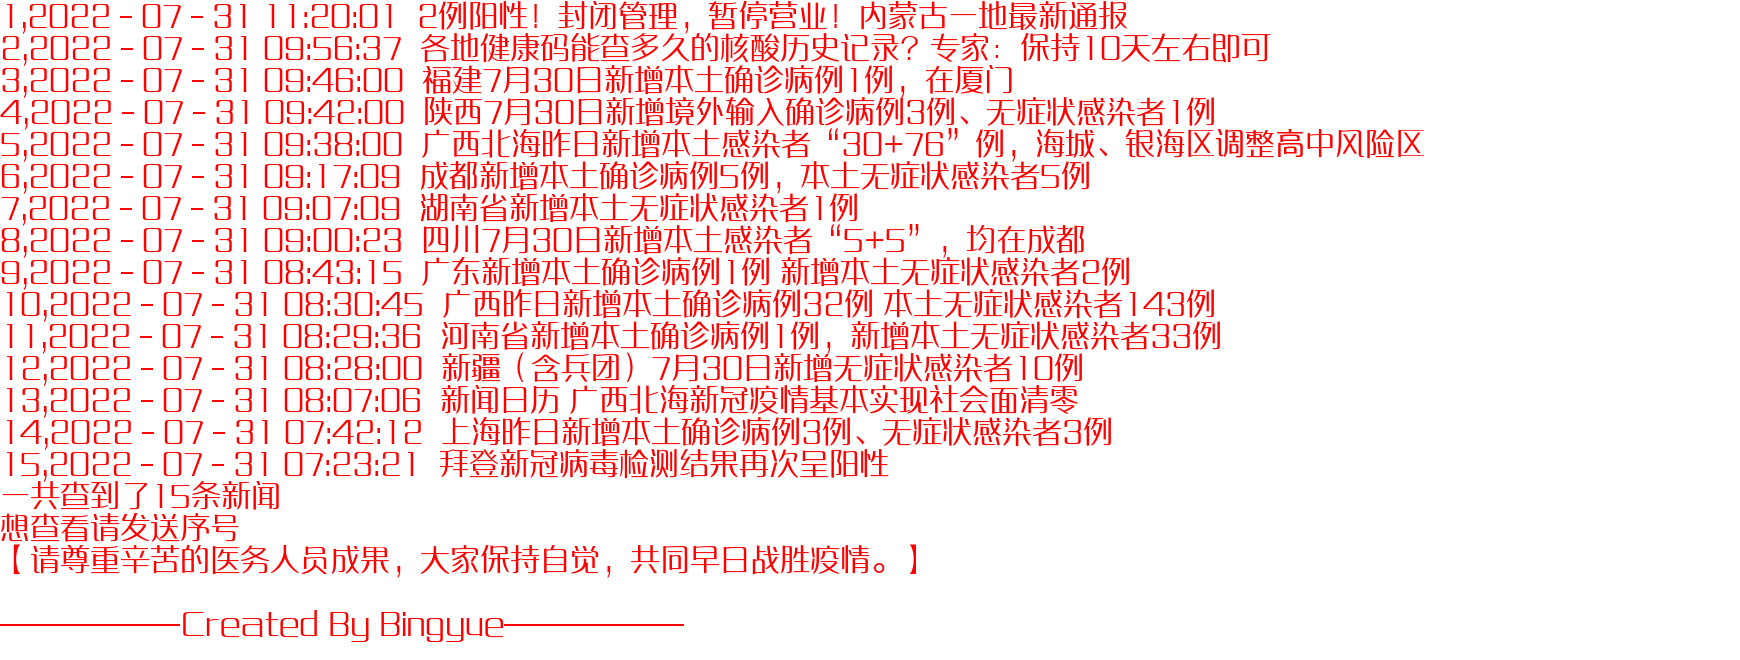 1,2022-07-31 11:20:01 2例阳性！封闭管理，暂停营业！内蒙古一地最新通报
2,2022-07-31 09:56:37 各地健康码能查多久的核酸历史记录？专家：保持10天左右即可
3,2022-07-31 09:46:00 福建7月30日新增本土确诊病例1例，在厦门
4,2022-07-31 09:42:00 陕西7月30日新增境外输入确诊病例3例、无症状感染者1例
5,2022-07-31 09:38:00 广西北海昨日新增本土感染者“30+76”例，海城、银海区调整高中风险区
6,2022-07-31 09:17:09 成都新增本土确诊病例5例，本土无症状感染者5例
7,2022-07-31 09:07:09 湖南省新增本土无症状感染者1例
8,2022-07-31 09:00:23 四川7月30日新增本土感染者“5+5”，均在成都
9,2022-07-31 08:43:15 广东新增本土确诊病例1例 新增本土无症状感染者2例
10,2022-07-31 08:30:45 广西昨日新增本土确诊病例32例 本土无症状感染者143例
11,2022-07-31 08:29:36 河南省新增本土确诊病例1例，新增本土无症状感染者33例
12,2022-07-31 08:28:00 新疆（含兵团）7月30日新增无症状感染者10例
13,2022-07-31 08:07:06 新闻日历 广西北海新冠疫情基本实现社会面清零
14,2022-07-31 07:42:12 上海昨日新增本土确诊病例3例、无症状感染者3例
15,2022-07-31 07:23:21 拜登新冠病毒检测结果再次呈阳性
一共查到了15条新闻
想查看请发送序号
【请尊重辛苦的医务人员成果，大家保持自觉，共同早日战胜疫情。】
——————Created By Bingyue——————